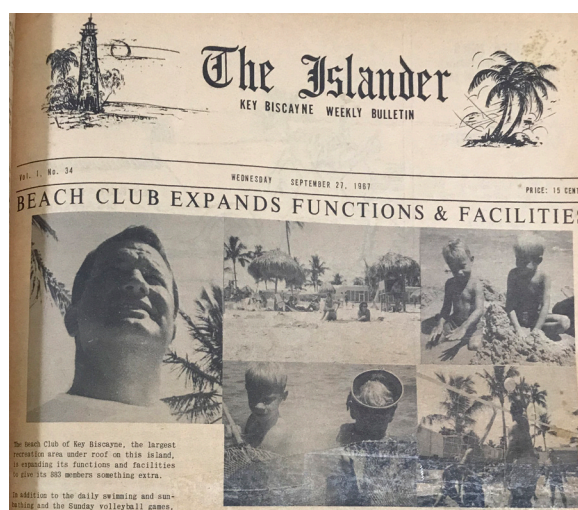 The Islander
KEY BISCAYNE WEEKLY BULLETIN
Vol. I, No. 34
WEDNESDAY SEPTEMBER 27, 1967
PRICE: 15 CENT
BEACH CLUB EXPANDS FUNCTIONS & FACILITIES
The Beach Club of Key Biscayne, the largest
recreation area under roof on this island,
is expanding its functions and facilities
to give its 883 members something extra.
In addition to the daily swimming and sun-
bathing and the Sunday volleyball games,